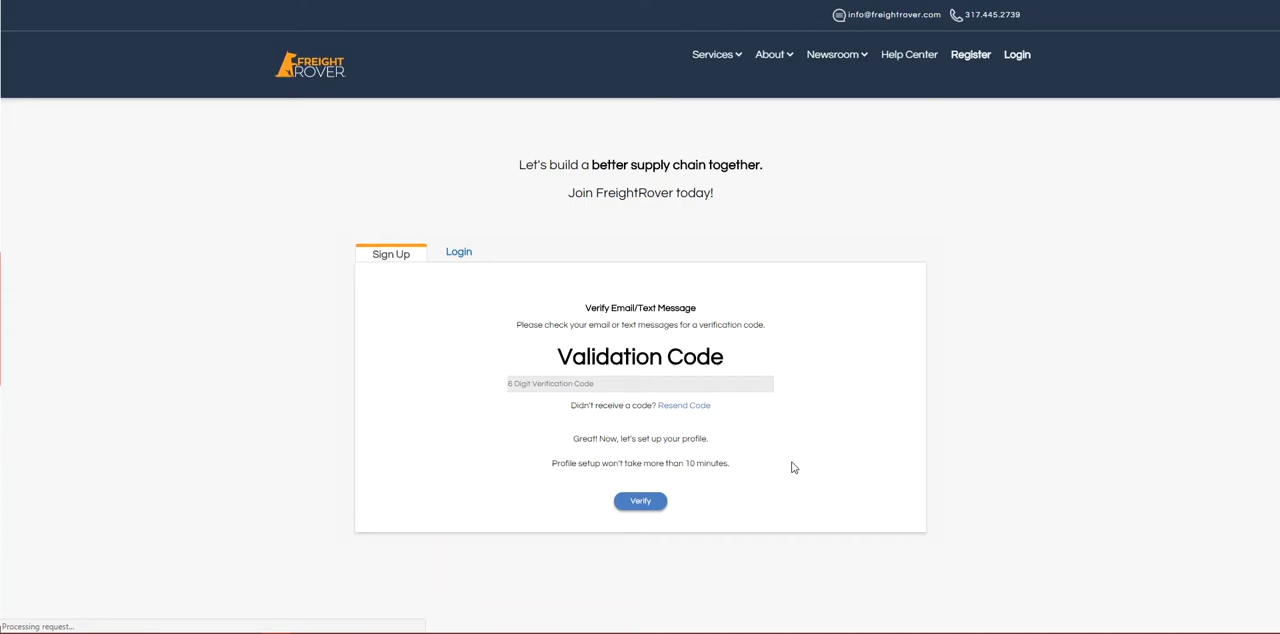 info@freightrover.com 317.445.2739
FREIGHT
ROVER
Services About Newsroom Help Center Register Login
Let's build a better supply chain together.
Join FreightRover today!
Sign Up Login
Verify Email/Text Message
Please check your email or text messages for a verification code.
Validation Code
6 Digit Verification Code
Didn't receive a code? Resend Code
Great! Now, let's set up your profile.
Profile setup won't take more than 10 minutes.
Verify
Processing request...